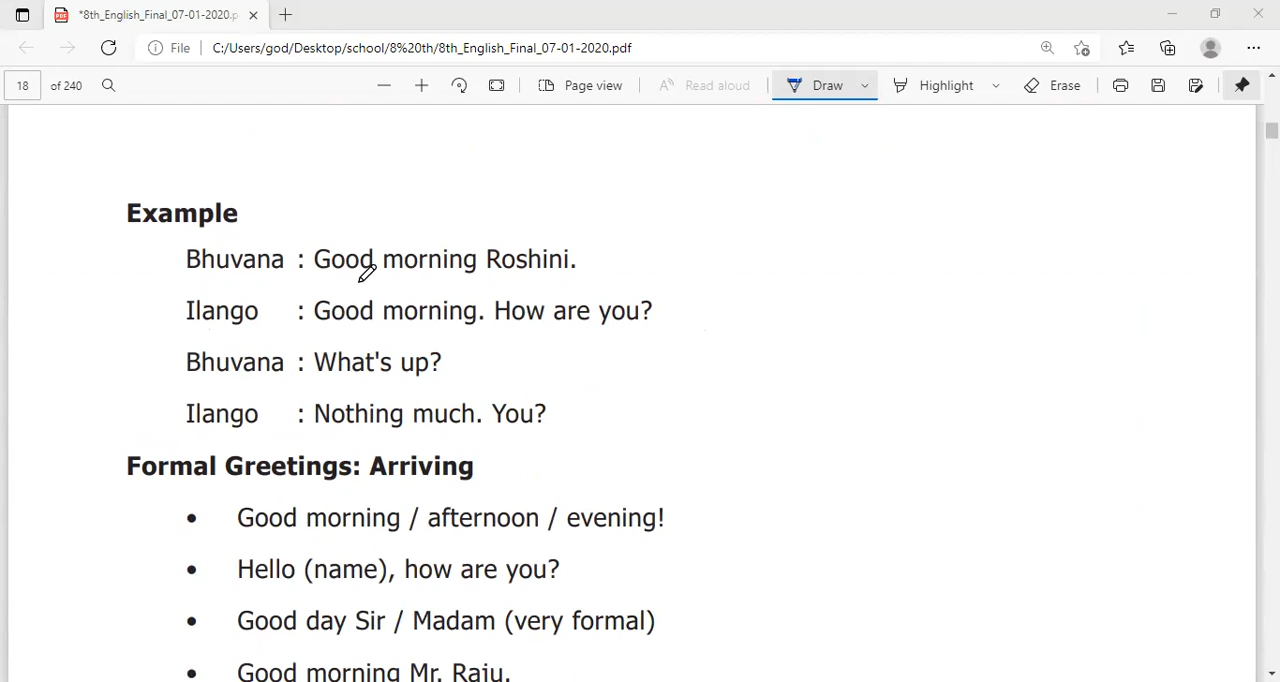 *8th_English_Final_07-01-2020.p
File C:/Users/god/Desktop/school/8%20th/8th_English_Final_07-01-2020.pdf
18 of 240 Page view Read aloud Draw Highlight Erase
Example
Bhuvana : Good morning Roshini.
Ilango : Good morning. How are you?
Bhuvana : What's up?
Ilango : Nothing much. You?
Formal Greetings: Arriving
• Good morning / afternoon / evening!
• Hello (name), how are you?
• Good day Sir / Madam (very formal)
• Good morning Mr. Raju.